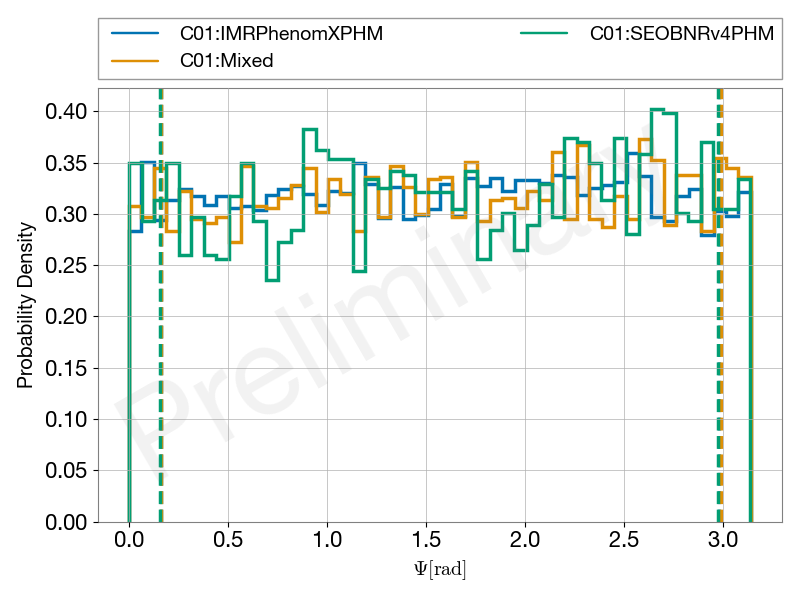 C01:IMRPhenomXPHM
C01:Mixed
C01:SEOBNRv4PHM
0.40
0.35
0.30
0.25
0.20
0.15
0.10
0.05
0.00
Probability Density
Preliminary
0.0 0.5 1.0 1.5 2.0 2.5 3.0
Ψ[rad]